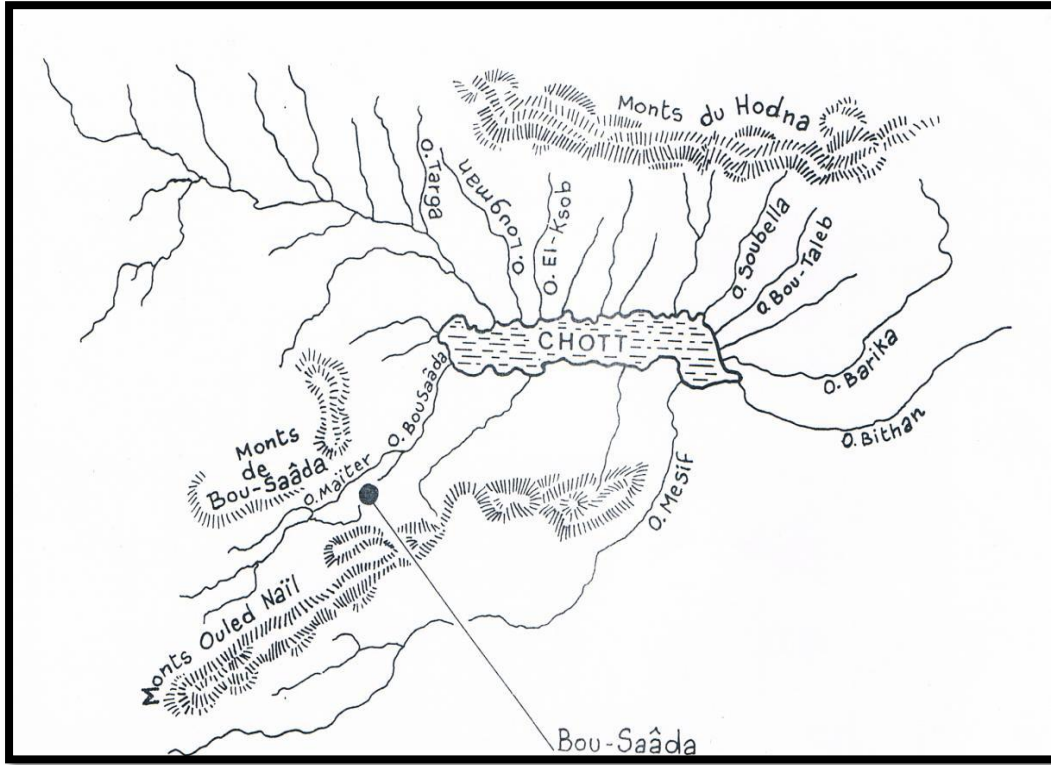 Monts du Hodna
O. Targa
O. Lougman
O. El-Ksob
O. Soubella
O. Bou-Taleb
CHOTT
O. Barika
O. Bithan
O. BouSaâda
Monts
de
Bou-Saâda
O. Maïter
O. Mesif
Monts Ouled Naïl
Bou-Saâda